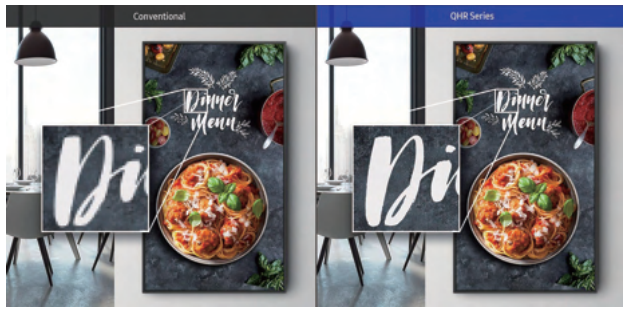 Conventional
QHR Series
Dinner
Menu
Di
Dinner
Menu
Di